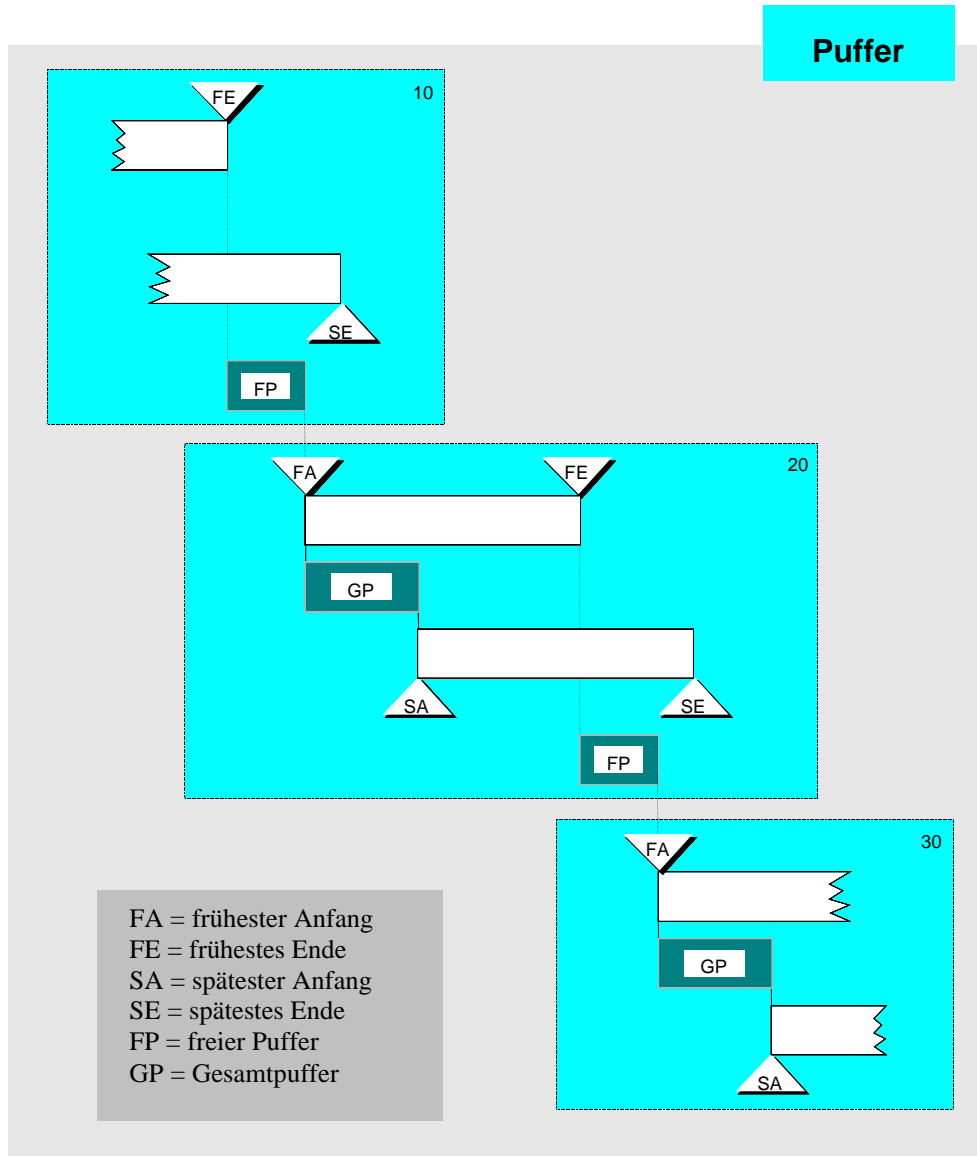 Puffer
10
FE
SE
FP
20
FA FE
GP
SA SE
FP
30
FA
GP
SA
FA = frühester Anfang
FE = frühestes Ende
SA = spätester Anfang
SE = spätestes Ende
FP = freier Puffer
GP = Gesamtpuffer